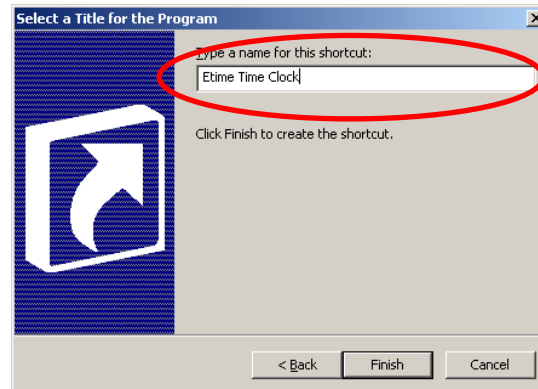 Select a Title for the Program
Type a name for this shortcut:
Etime Time Clock
Click Finish to create the shortcut.
< Back
Finish
Cancel